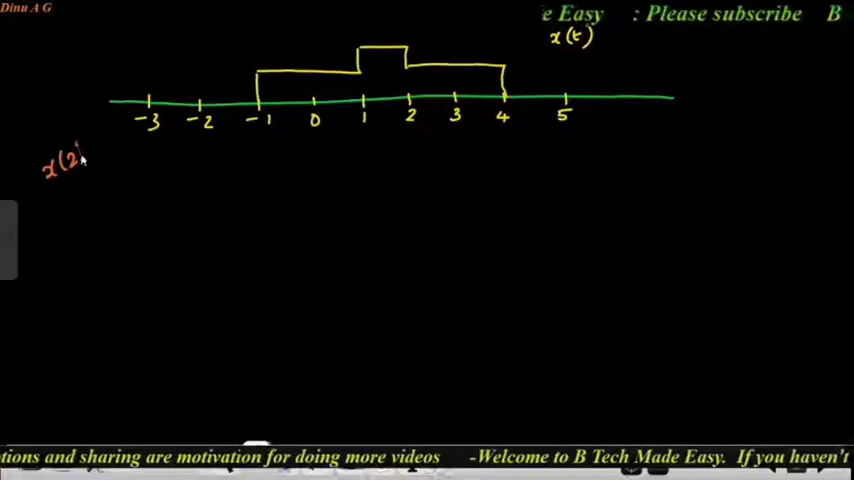 Dinu A G
e Easy : Please subscribe B
x(t)
-3 -2 -1 0 1 2 3 4 5
x(2
tions and sharing are motivation for doing more videos -Welcome to B Tech Made Easy. If you haven't